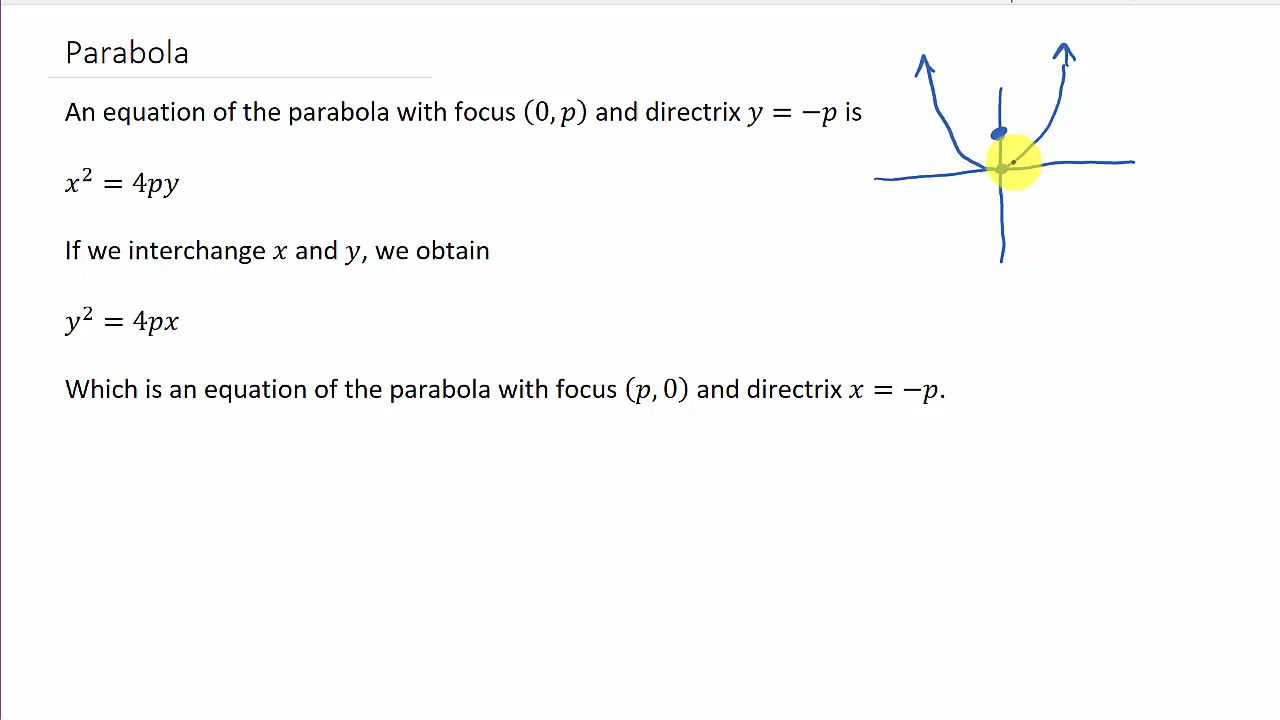 Parabola
An equation of the parabola with focus (0, p) and directrix y = −p is
x² = 4py
If we interchange x and y, we obtain
y² = 4px
Which is an equation of the parabola with focus (p, 0) and directrix x = −p.